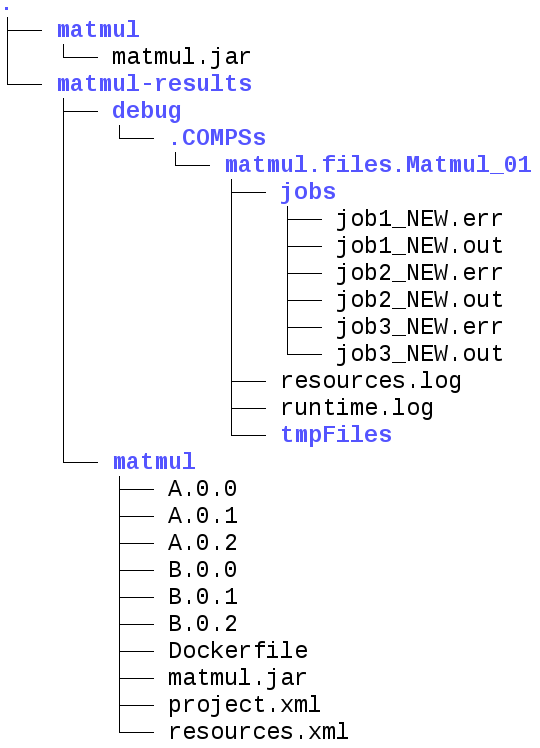 .
matmul
matmul.jar
matmul-results
debug
.COMPSs
matmul.files.Matmul_01
jobs
job1_NEW.err
job1_NEW.out
job2_NEW.err
job2_NEW.out
job3_NEW.err
job3_NEW.out
resources.log
runtime.log
tmpFiles
matmul
A.0.0
A.0.1
A.0.2
B.0.0
B.0.1
B.0.2
Dockerfile
matmul.jar
project.xml
resources.xml